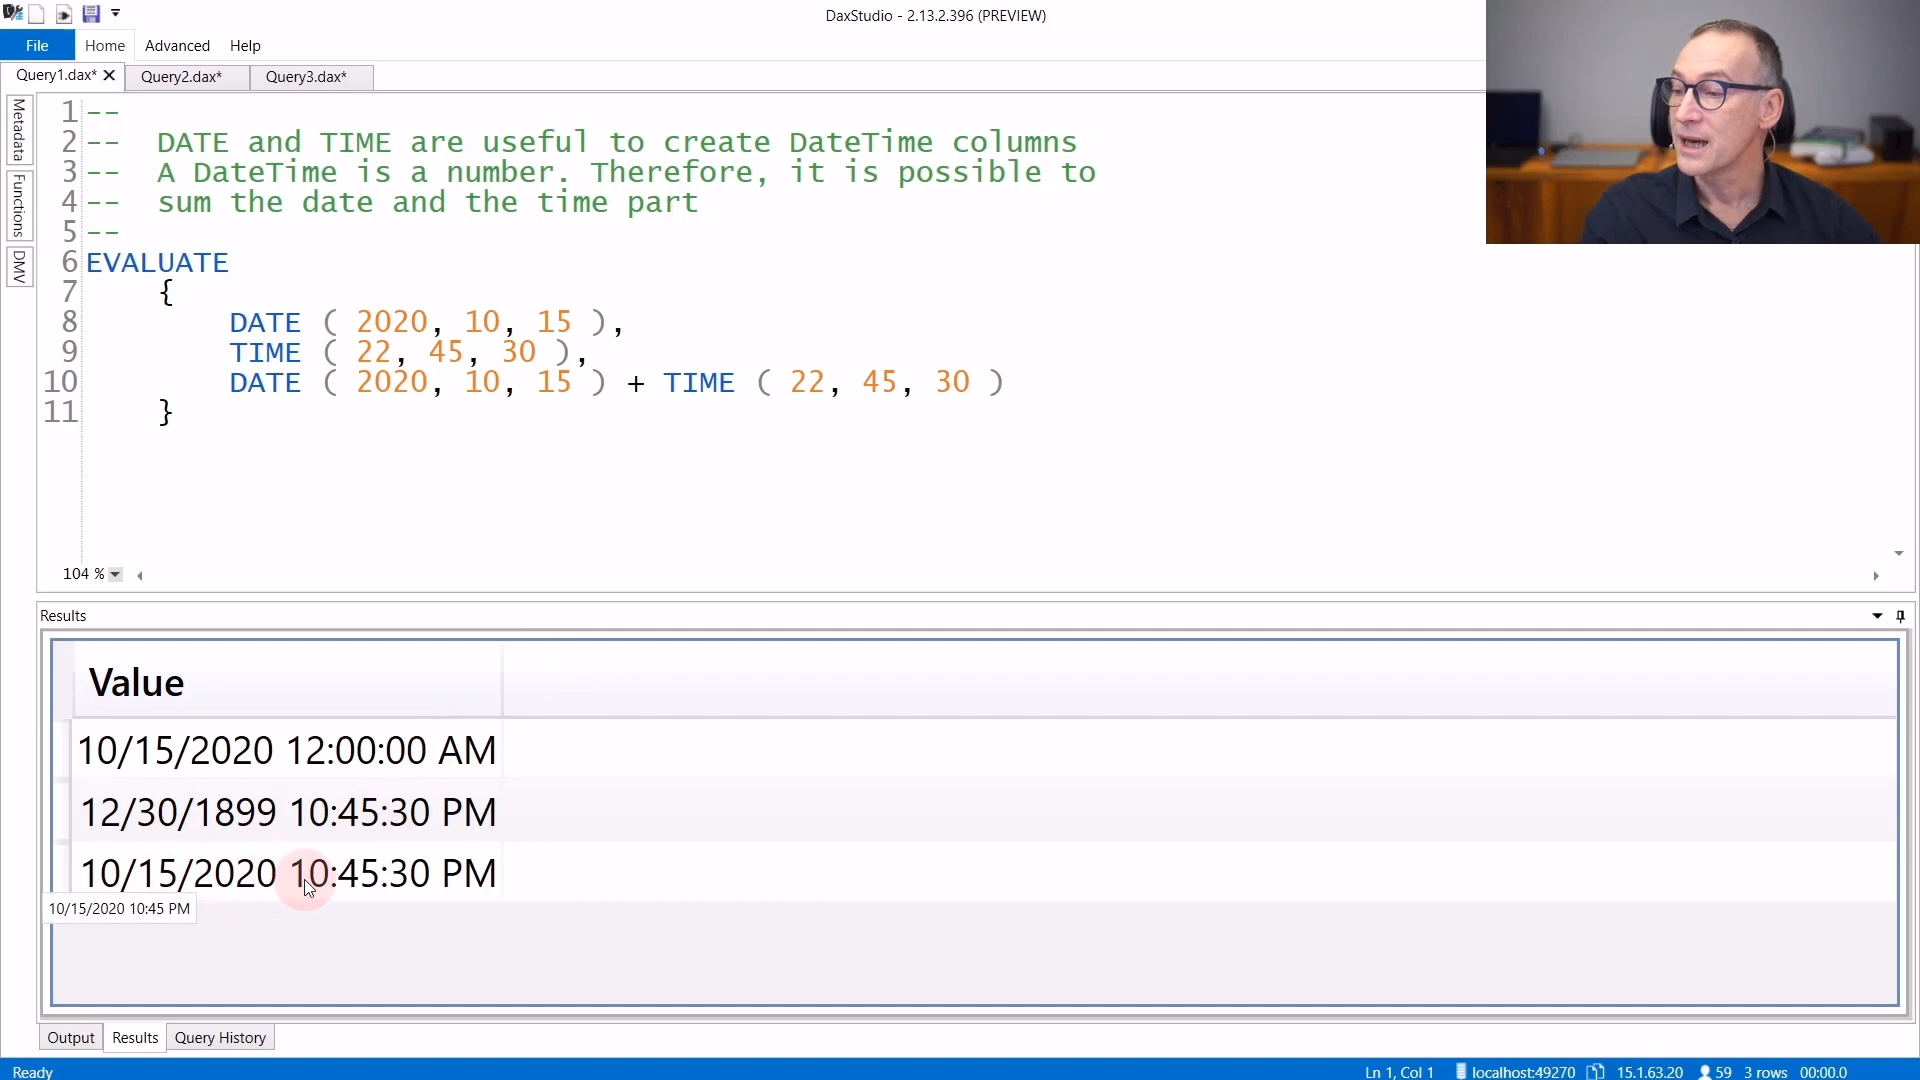 DaxStudio - 2.13.2.396 (PREVIEW)
File Home Advanced Help
Query1.dax* Query2.dax* Query3.dax*
Metadata
Functions
DMV
1 --
2 -- DATE and TIME are useful to create DateTime columns
3 -- A DateTime is a number. Therefore, it is possible to
4 -- sum the date and the time part
5 --
6 EVALUATE
7 {
8 DATE ( 2020, 10, 15 ),
9 TIME ( 22, 45, 30 ),
10 DATE ( 2020, 10, 15 ) + TIME ( 22, 45, 30 )
11 }
104 %
Results
Value
10/15/2020 12:00:00 AM
12/30/1899 10:45:30 PM
10/15/2020 10:45:30 PM
10/15/2020 10:45 PM
Output Results Query History
Ready Ln 1, Col 1 localhost:49270 15.1.63.20 59 3 rows 00:00.0